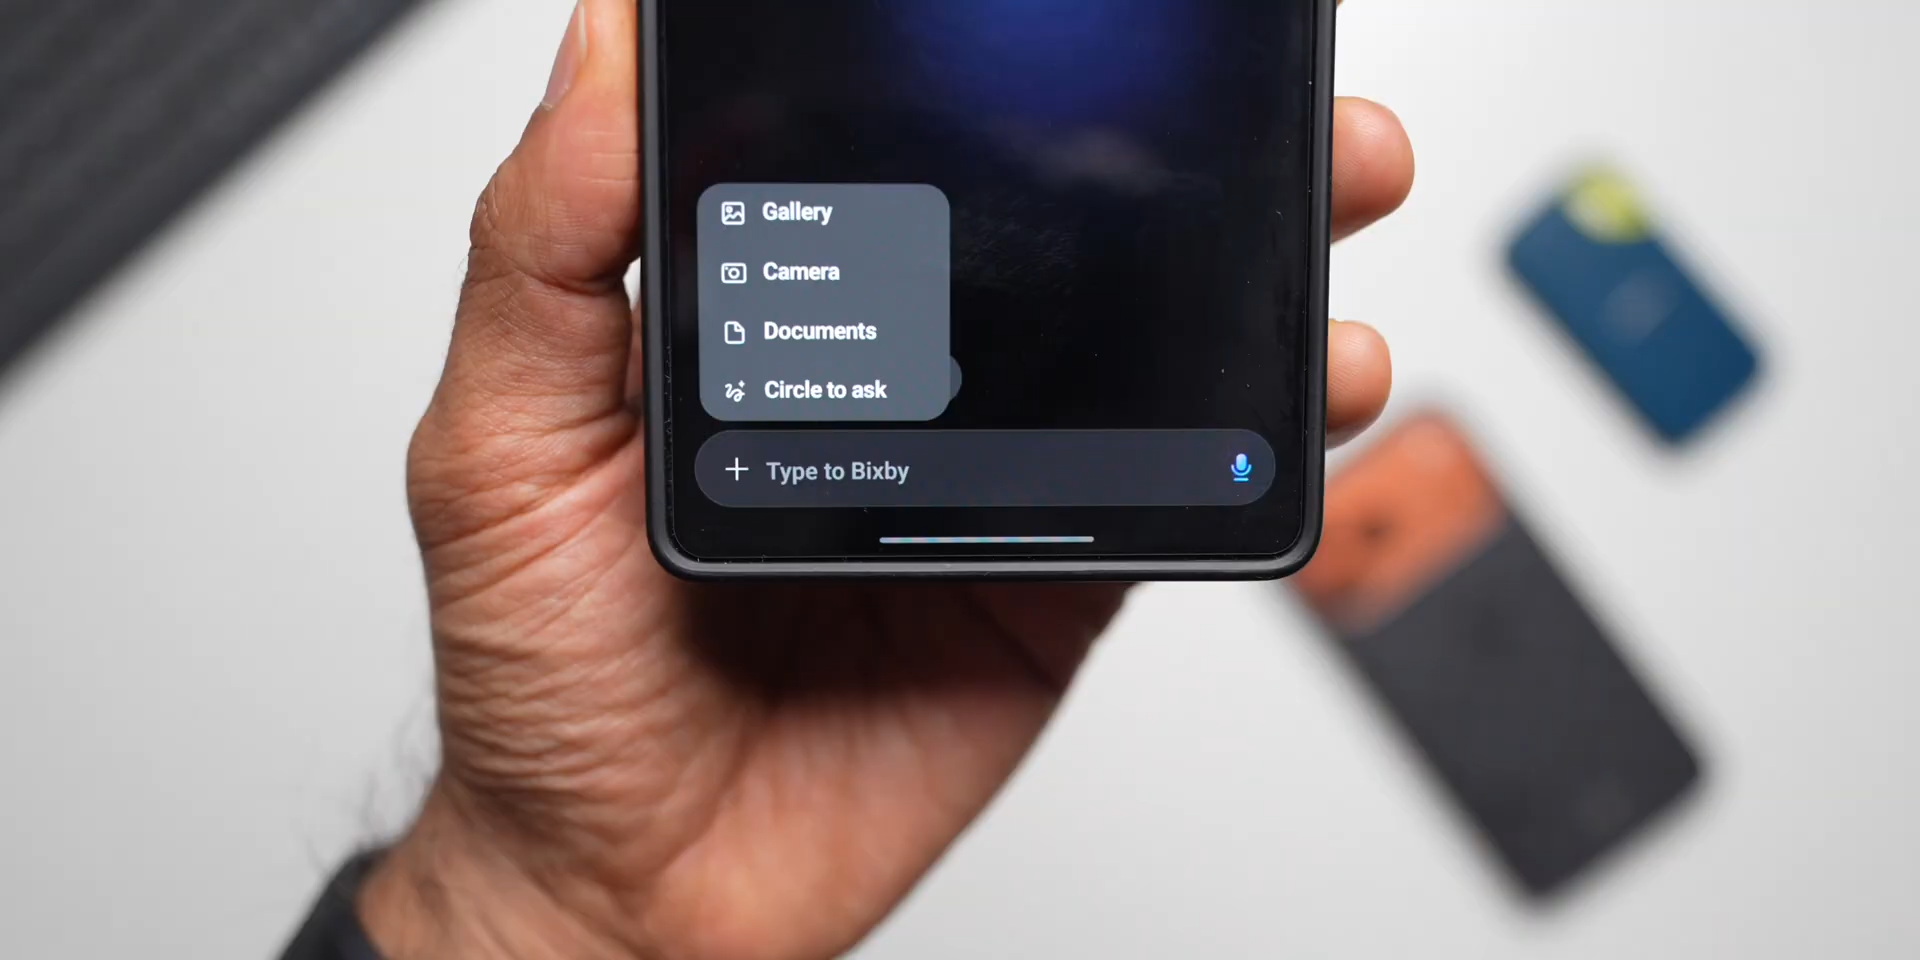 Gallery
Camera
Documents
Circle to ask
Type to Bixby